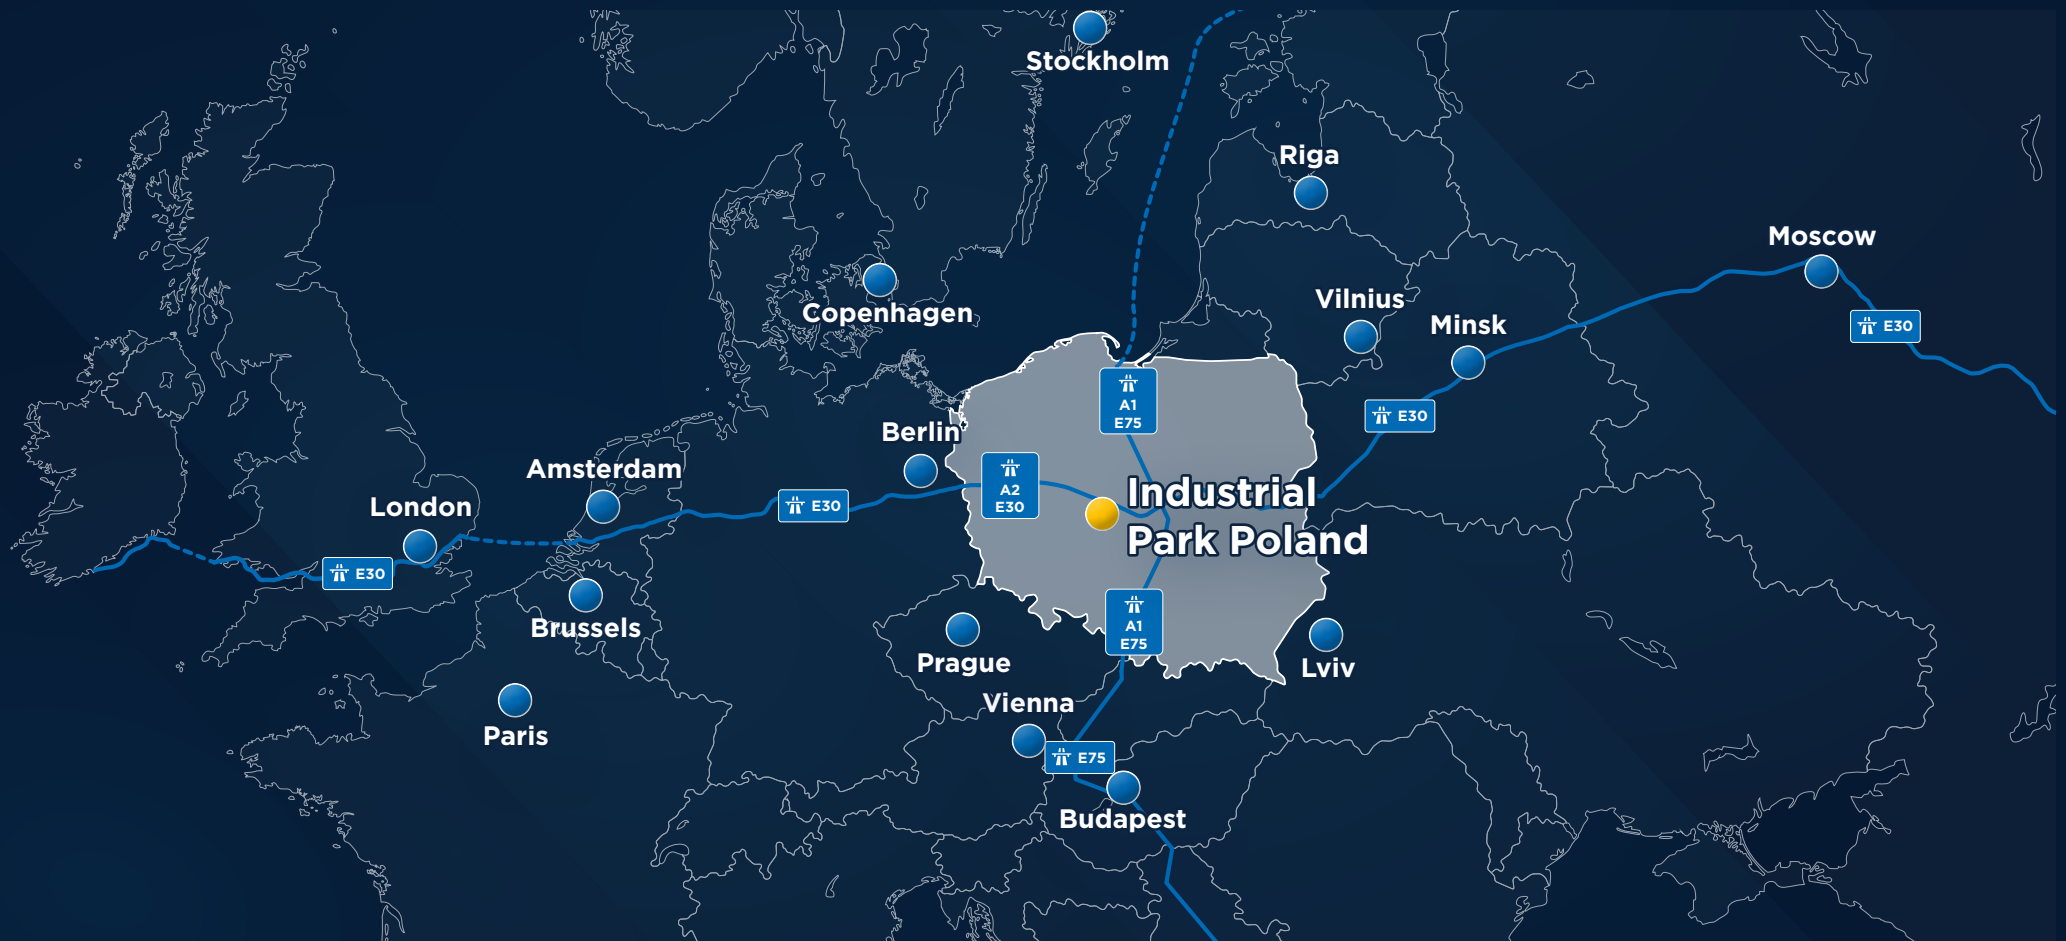 Stockholm
Riga
Moscow
Vilnius
Copenhagen
Minsk
E30
A1
E75
E30
Berlin
Amsterdam
A2
E30
London
E30
Industrial
Park Poland
E30
Brussels
A1
E75
Prague
Lviv
Vienna
Paris
E75
Budapest